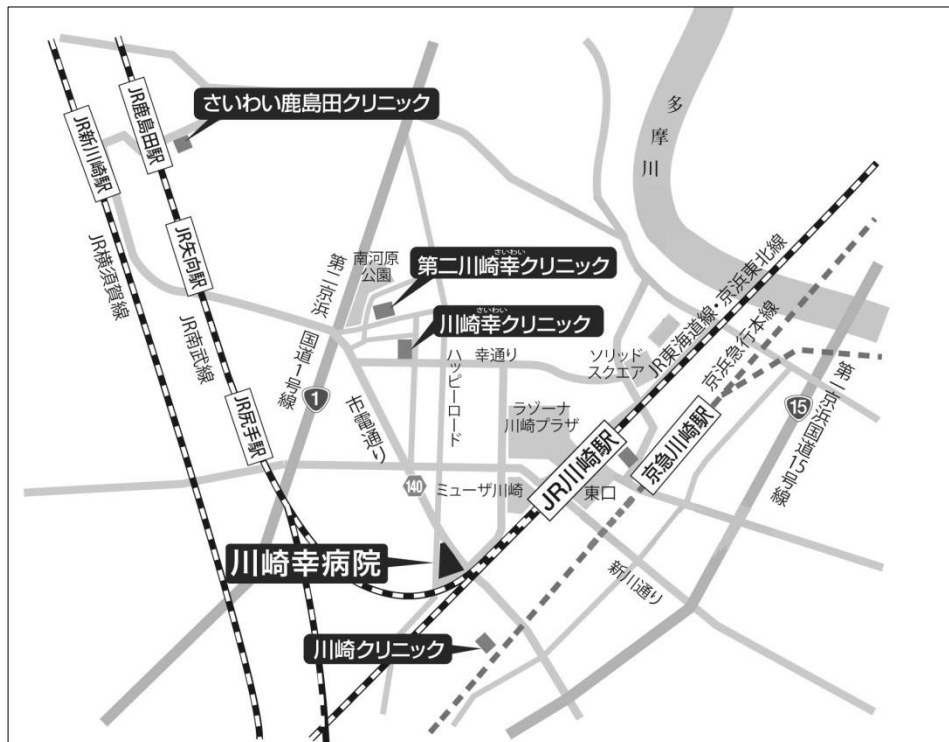 多摩川
さいわい鹿島田クリニック
JR鹿島田駅
JR新川崎駅
JR矢向駅
JR横須賀線
JR南武線
JR尻手駅
第二京浜
国道1号線
1
南河原
公園
さいわい
第二川崎幸クリニック
さいわい
川崎幸クリニック
ハッピーロード
幸通り
ソリッド
スクエア
JR東海道線・京浜東北線
京浜急行本線
15
第一京浜国道15号線
市電通り
140
ラゾーナ
川崎プラザ
ミューザ川崎
JR川崎駅
東口
京急川崎駅
川崎幸病院
新川通り
川崎クリニック